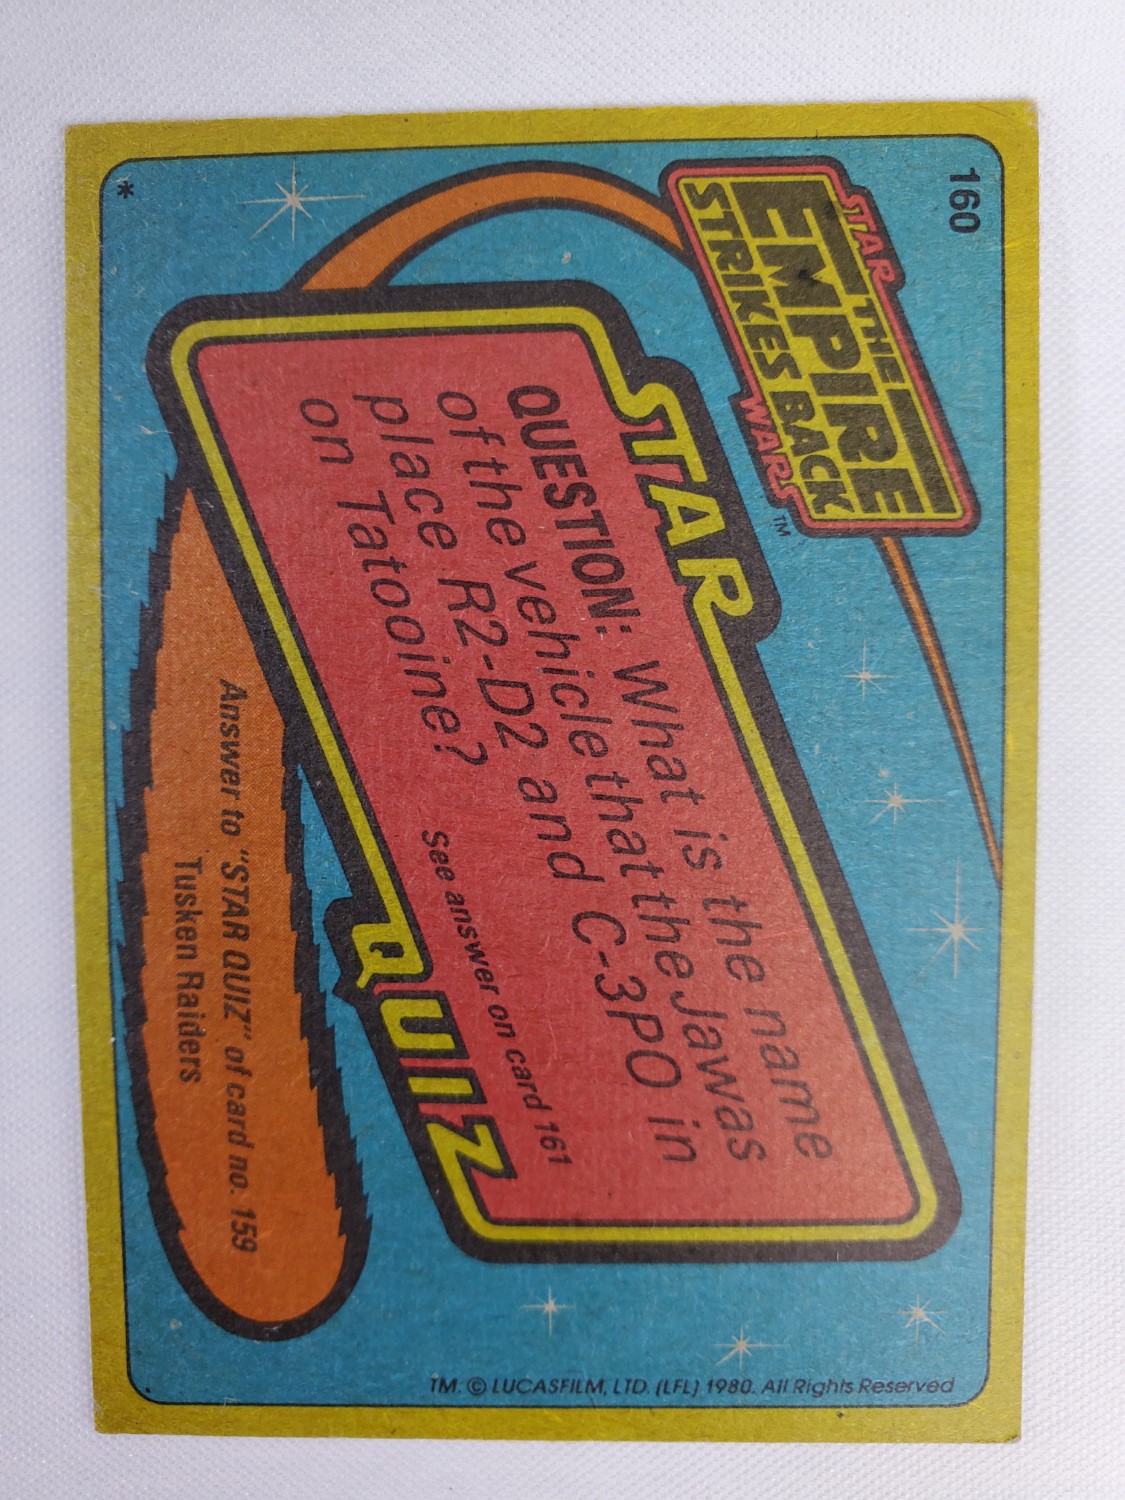 160
STAR
THE
EMPIRE
STRIKES BACK
WARS™
STAR
QUESTION: What is the name
of the vehicle that the Jawas
place R2-D2 and C-3PO in
on Tatooine?
See answer on card 161
QUIZ
Answer to "STAR QUIZ" of card no. 159
Tusken Raiders
*
TM. © LUCASFILM, LTD. (LFL) 1980. All Rights Reserved